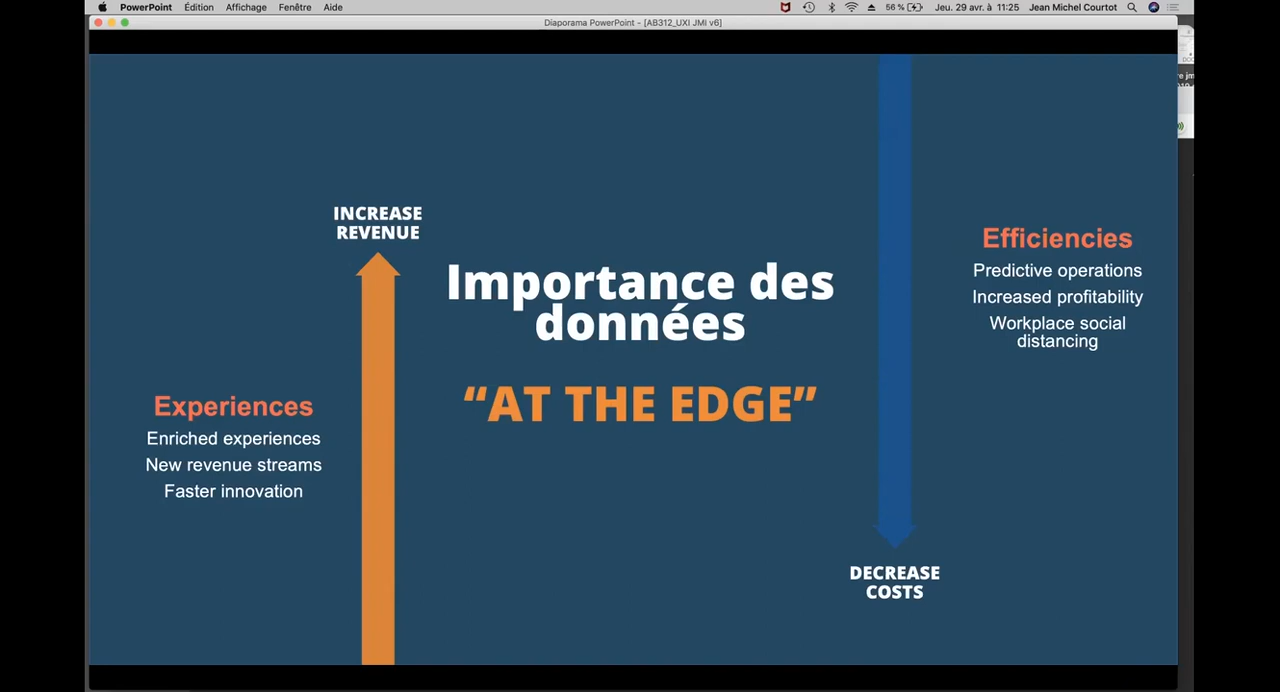 PowerPoint Édition Affichage Fenêtre Aide
56 % Jeu. 29 avr. à 11:25 Jean Michel Courtot
Diaporama PowerPoint - [AB312_UXI JMI v6]
INCREASE
REVENUE
Importance des
données
“AT THE EDGE”
Experiences
Enriched experiences
New revenue streams
Faster innovation
Efficiencies
Predictive operations
Increased profitability
Workplace social
distancing
DECREASE
COSTS